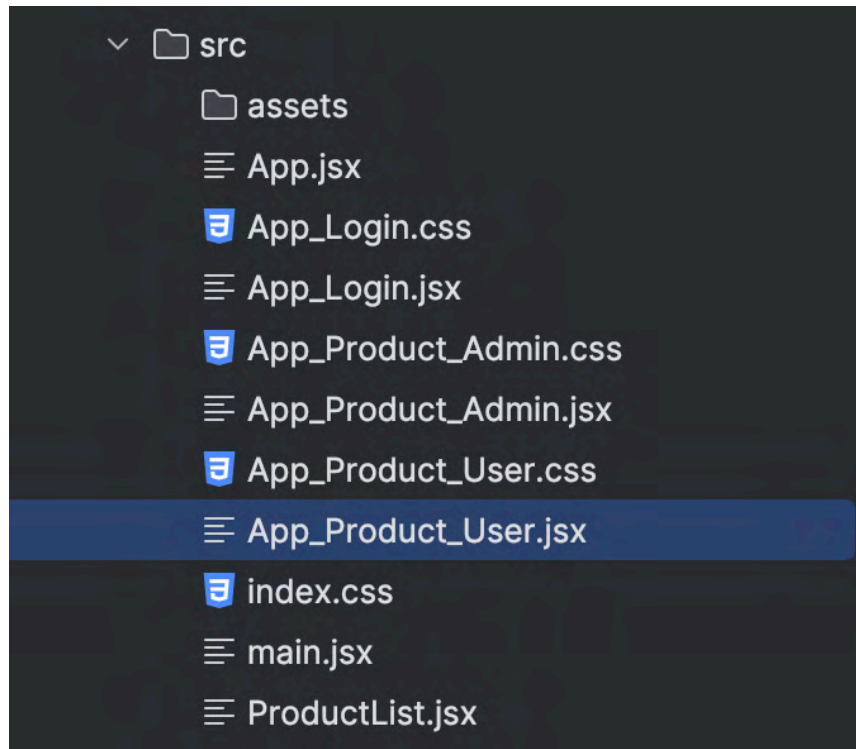 src
assets
App.jsx
App_Login.css
App_Login.jsx
App_Product_Admin.css
App_Product_Admin.jsx
App_Product_User.css
App_Product_User.jsx
index.css
main.jsx
ProductList.jsx